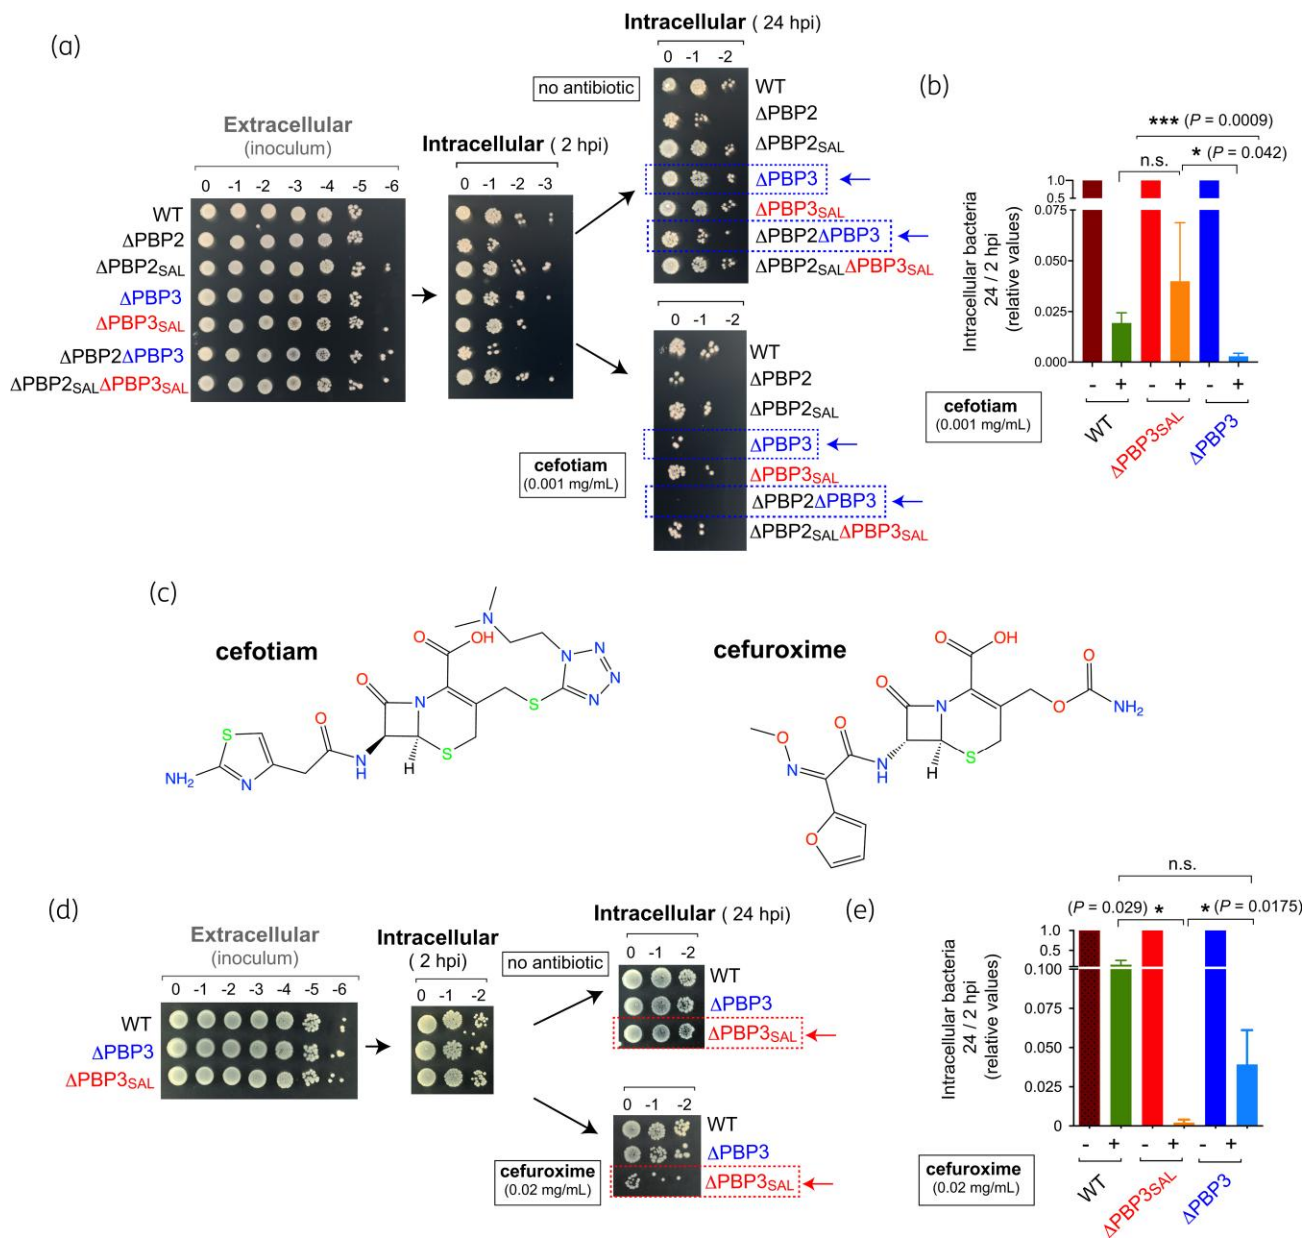 (a)
Extracellular
(inoculum)
0 -1 -2 -3 -4 -5 -6
WT
ΔPBP2
ΔPBP2SAL
ΔPBP3
ΔPBP3SAL
ΔPBP2ΔPBP3
ΔPBP2SALΔPBP3SAL
Intracellular ( 2 hpi)
0 -1 -2 -3
Intracellular ( 24 hpi)
0 -1 -2
no antibiotic
WT
ΔPBP2
ΔPBP2SAL
ΔPBP3
ΔPBP3SAL
ΔPBP2ΔPBP3
ΔPBP2SALΔPBP3SAL
0 -1 -2
cefotiam
(0.001 mg/mL)
WT
ΔPBP2
ΔPBP2SAL
ΔPBP3
ΔPBP3SAL
ΔPBP2ΔPBP3
ΔPBP2SALΔPBP3SAL
(b)
*** (P = 0.0009)
* (P = 0.042)
n.s.
Intracellular bacteria
24 / 2 hpi
(relative values)
1.0
0.075
0.050
0.025
0.000
- + - + - +
cefotiam
(0.001 mg/mL)
WT
ΔPBP3SAL
ΔPBP3
(c)
cefotiam
O
OH
N
N
N
N
N
O
N
S
S
O
N
H
H
S
N
NH2
cefuroxime
O
OH
O
O
NH2
O
N
S
O
N
H
H
O
N
O
(d)
Extracellular
(inoculum)
0 -1 -2 -3 -4 -5 -6
WT
ΔPBP3
ΔPBP3SAL
Intracellular
( 2 hpi)
0 -1 -2
Intracellular ( 24 hpi)
no antibiotic
0 -1 -2
WT
ΔPBP3
ΔPBP3SAL
0 -1 -2
cefuroxime
(0.02 mg/mL)
WT
ΔPBP3
ΔPBP3SAL
(e)
n.s.
(P = 0.029) *
* (P = 0.0175)
Intracellular bacteria
24 / 2 hpi
(relative values)
1.0
0.5
0.100
0.075
0.050
0.025
0
- + - + - +
cefuroxime
(0.02 mg/mL)
WT
ΔPBP3SAL
ΔPBP3